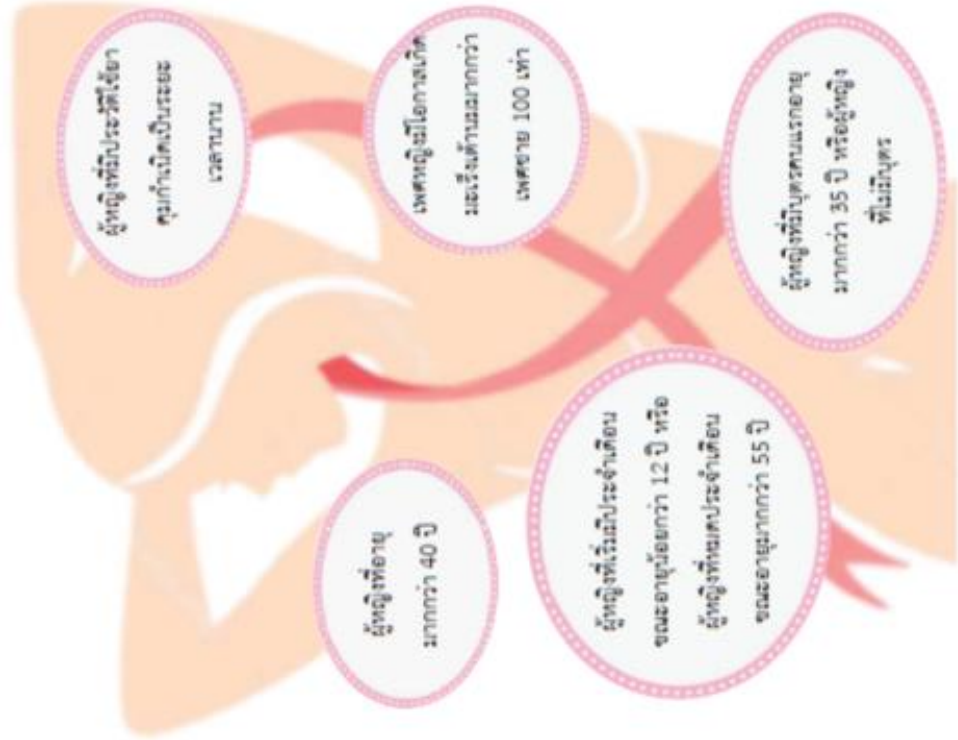 ผู้หญิงที่มีประวัติใช้ยา
คุมกำเนิดเป็นระยะ
เวลานาน
ผู้หญิงที่อายุ
มากกว่า 40 ปี
เพศหญิงมีโอกาสเกิด
มะเร็งเต้านมมากกว่า
เพศชาย 100 เท่า
ผู้หญิงที่เริ่มมีประจำเดือน
ขณะอายุน้อยกว่า 12 ปี หรือ
ผู้หญิงที่หมดประจำเดือน
ขณะอายุมากกว่า 55 ปี
ผู้หญิงที่มีบุตรคนแรกอายุ
มากกว่า 35 ปี หรือผู้หญิง
ที่ไม่มีบุตร